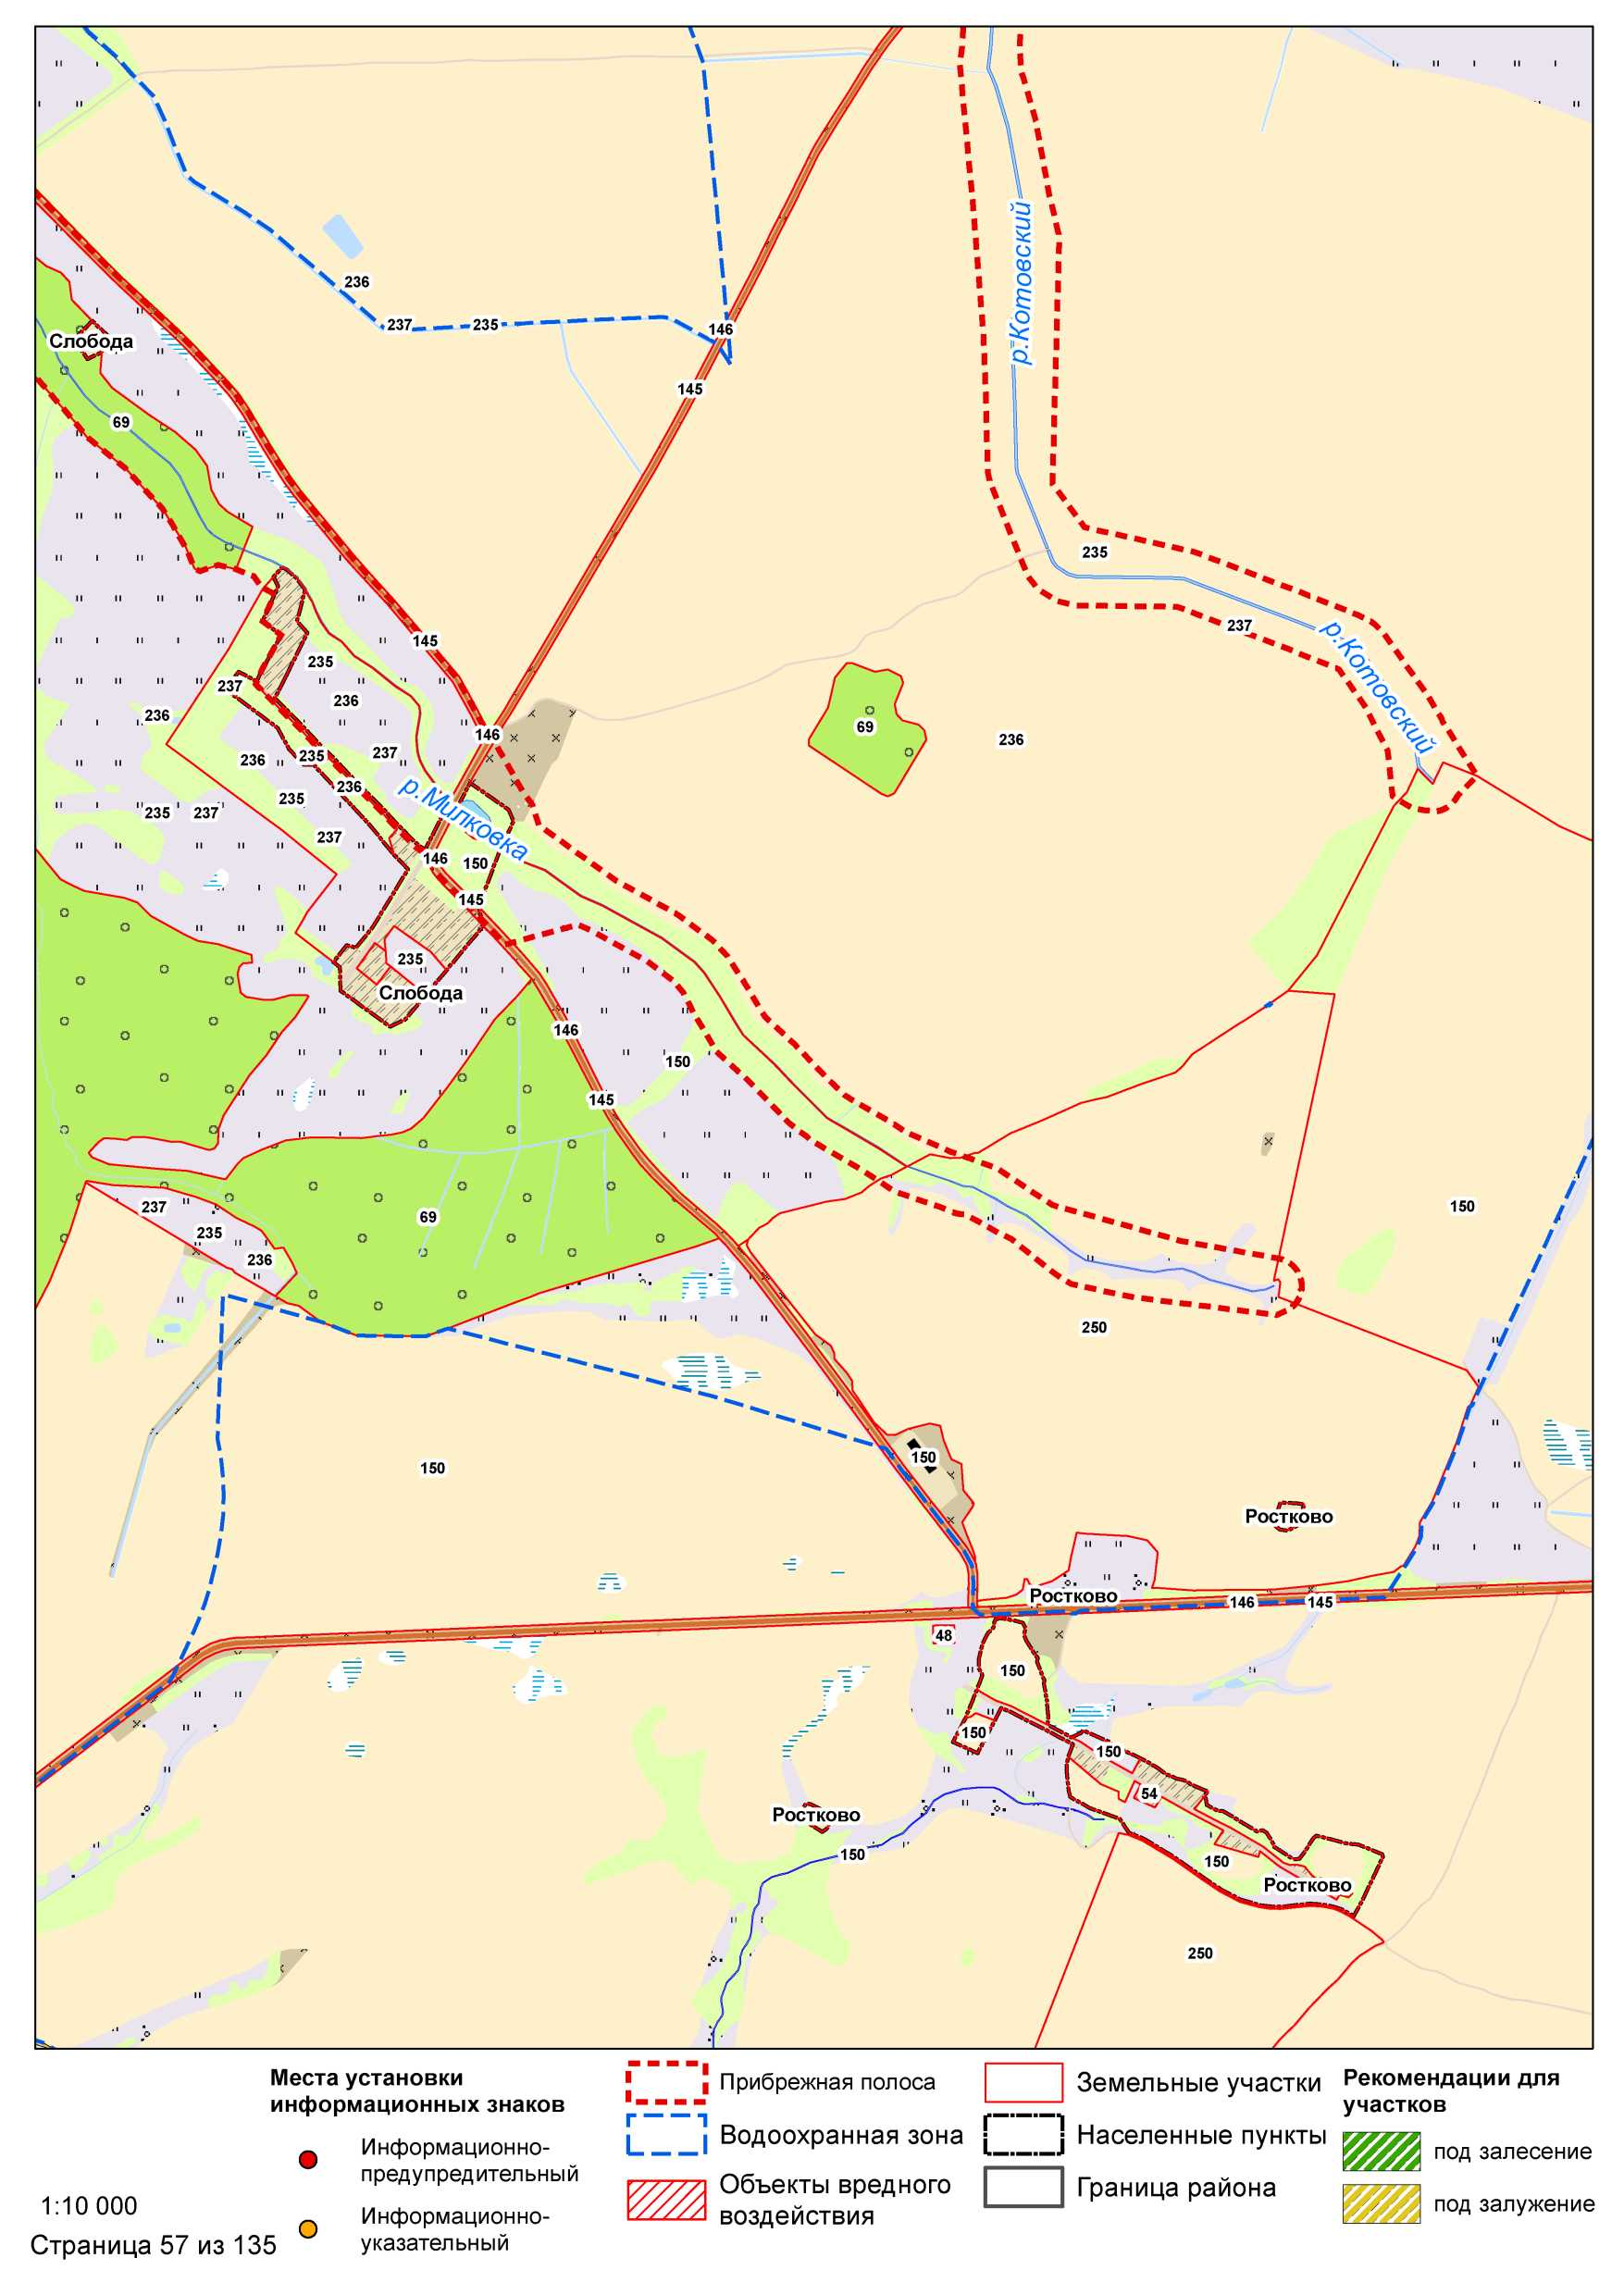 236
237
235
146
145
р.Котовский
Слобода
69
235
237
р.Котовский
145
235
237
236
236
146
69
236
235
237
236
236
235
р.Милковка
235
237
237
146
150
145
235
Слобода
146
150
145
237
69
150
235
236
250
150
150
Ростково
Ростково
146
145
48
150
150
150
54
Ростково
150
150
Ростково
250
Места установки
информационных знаков
Информационно-
предупредительный
Информационно-
указательный
1:10 000
Страница 57 из 135
Прибрежная полоса
Водоохранная зона
Объекты вредного
воздействия
Земельные участки
Населенные пункты
Граница района
Рекомендации для
участков
под залесение
под залужение